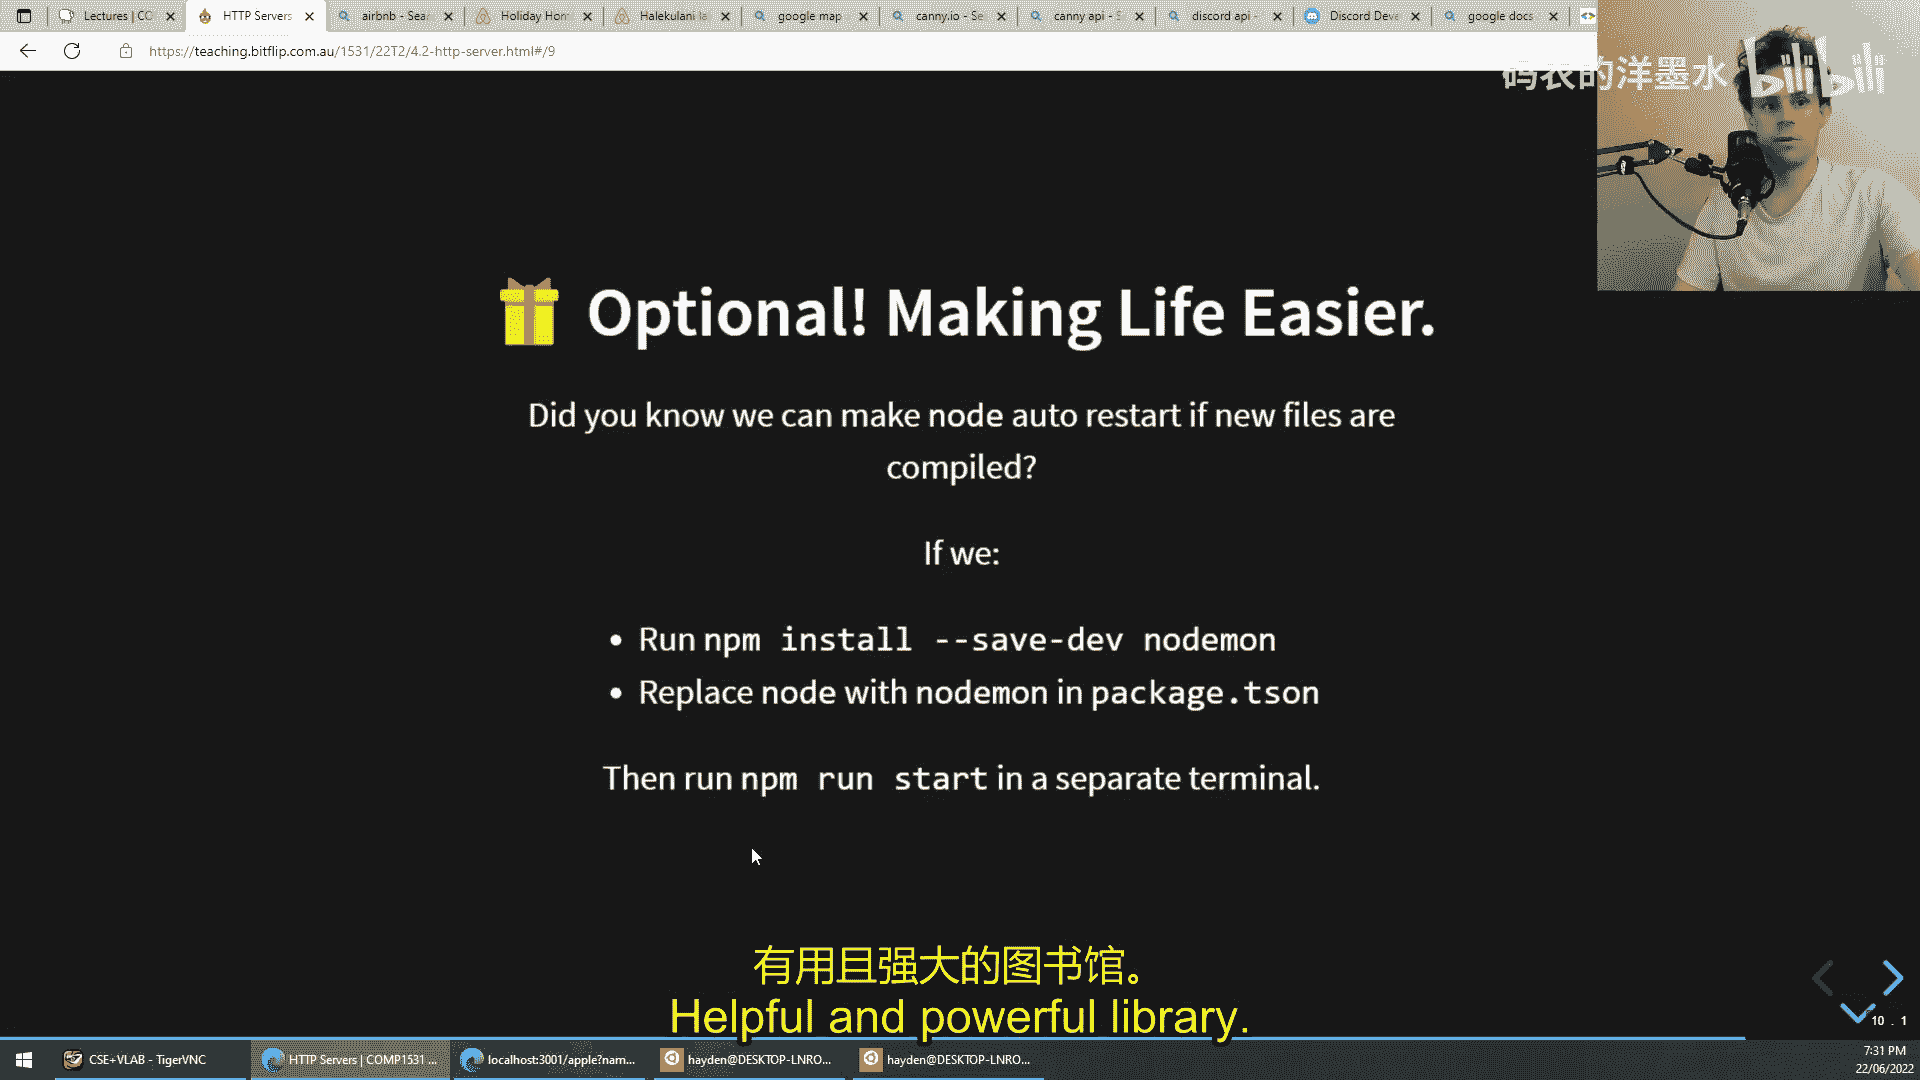 Lectures | CO
HTTP Servers
airbnb - Sea
Holiday Hom
Halekulani la
google map
canny.io - Se
canny api - S
discord api -
Discord Deve
google docs
https://teaching.bitflip.com.au/1531/22T2/4.2-http-server.html#/9
码农的洋墨水 bilibili
Optional! Making Life Easier.
Did you know we can make node auto restart if new files are
compiled?
If we:
• Run npm install --save-dev nodemon
• Replace node with nodemon in package.tson
Then run npm run start in a separate terminal.
有用且强大的图书馆。
Helpful and powerful library.
10 . 1
CSE+VLAB - TigerVNC
HTTP Servers | COMP1531 ...
localhost:3001/apple?nam...
hayden@DESKTOP-LNRO...
hayden@DESKTOP-LNRO...
7:31 PM
22/06/2022